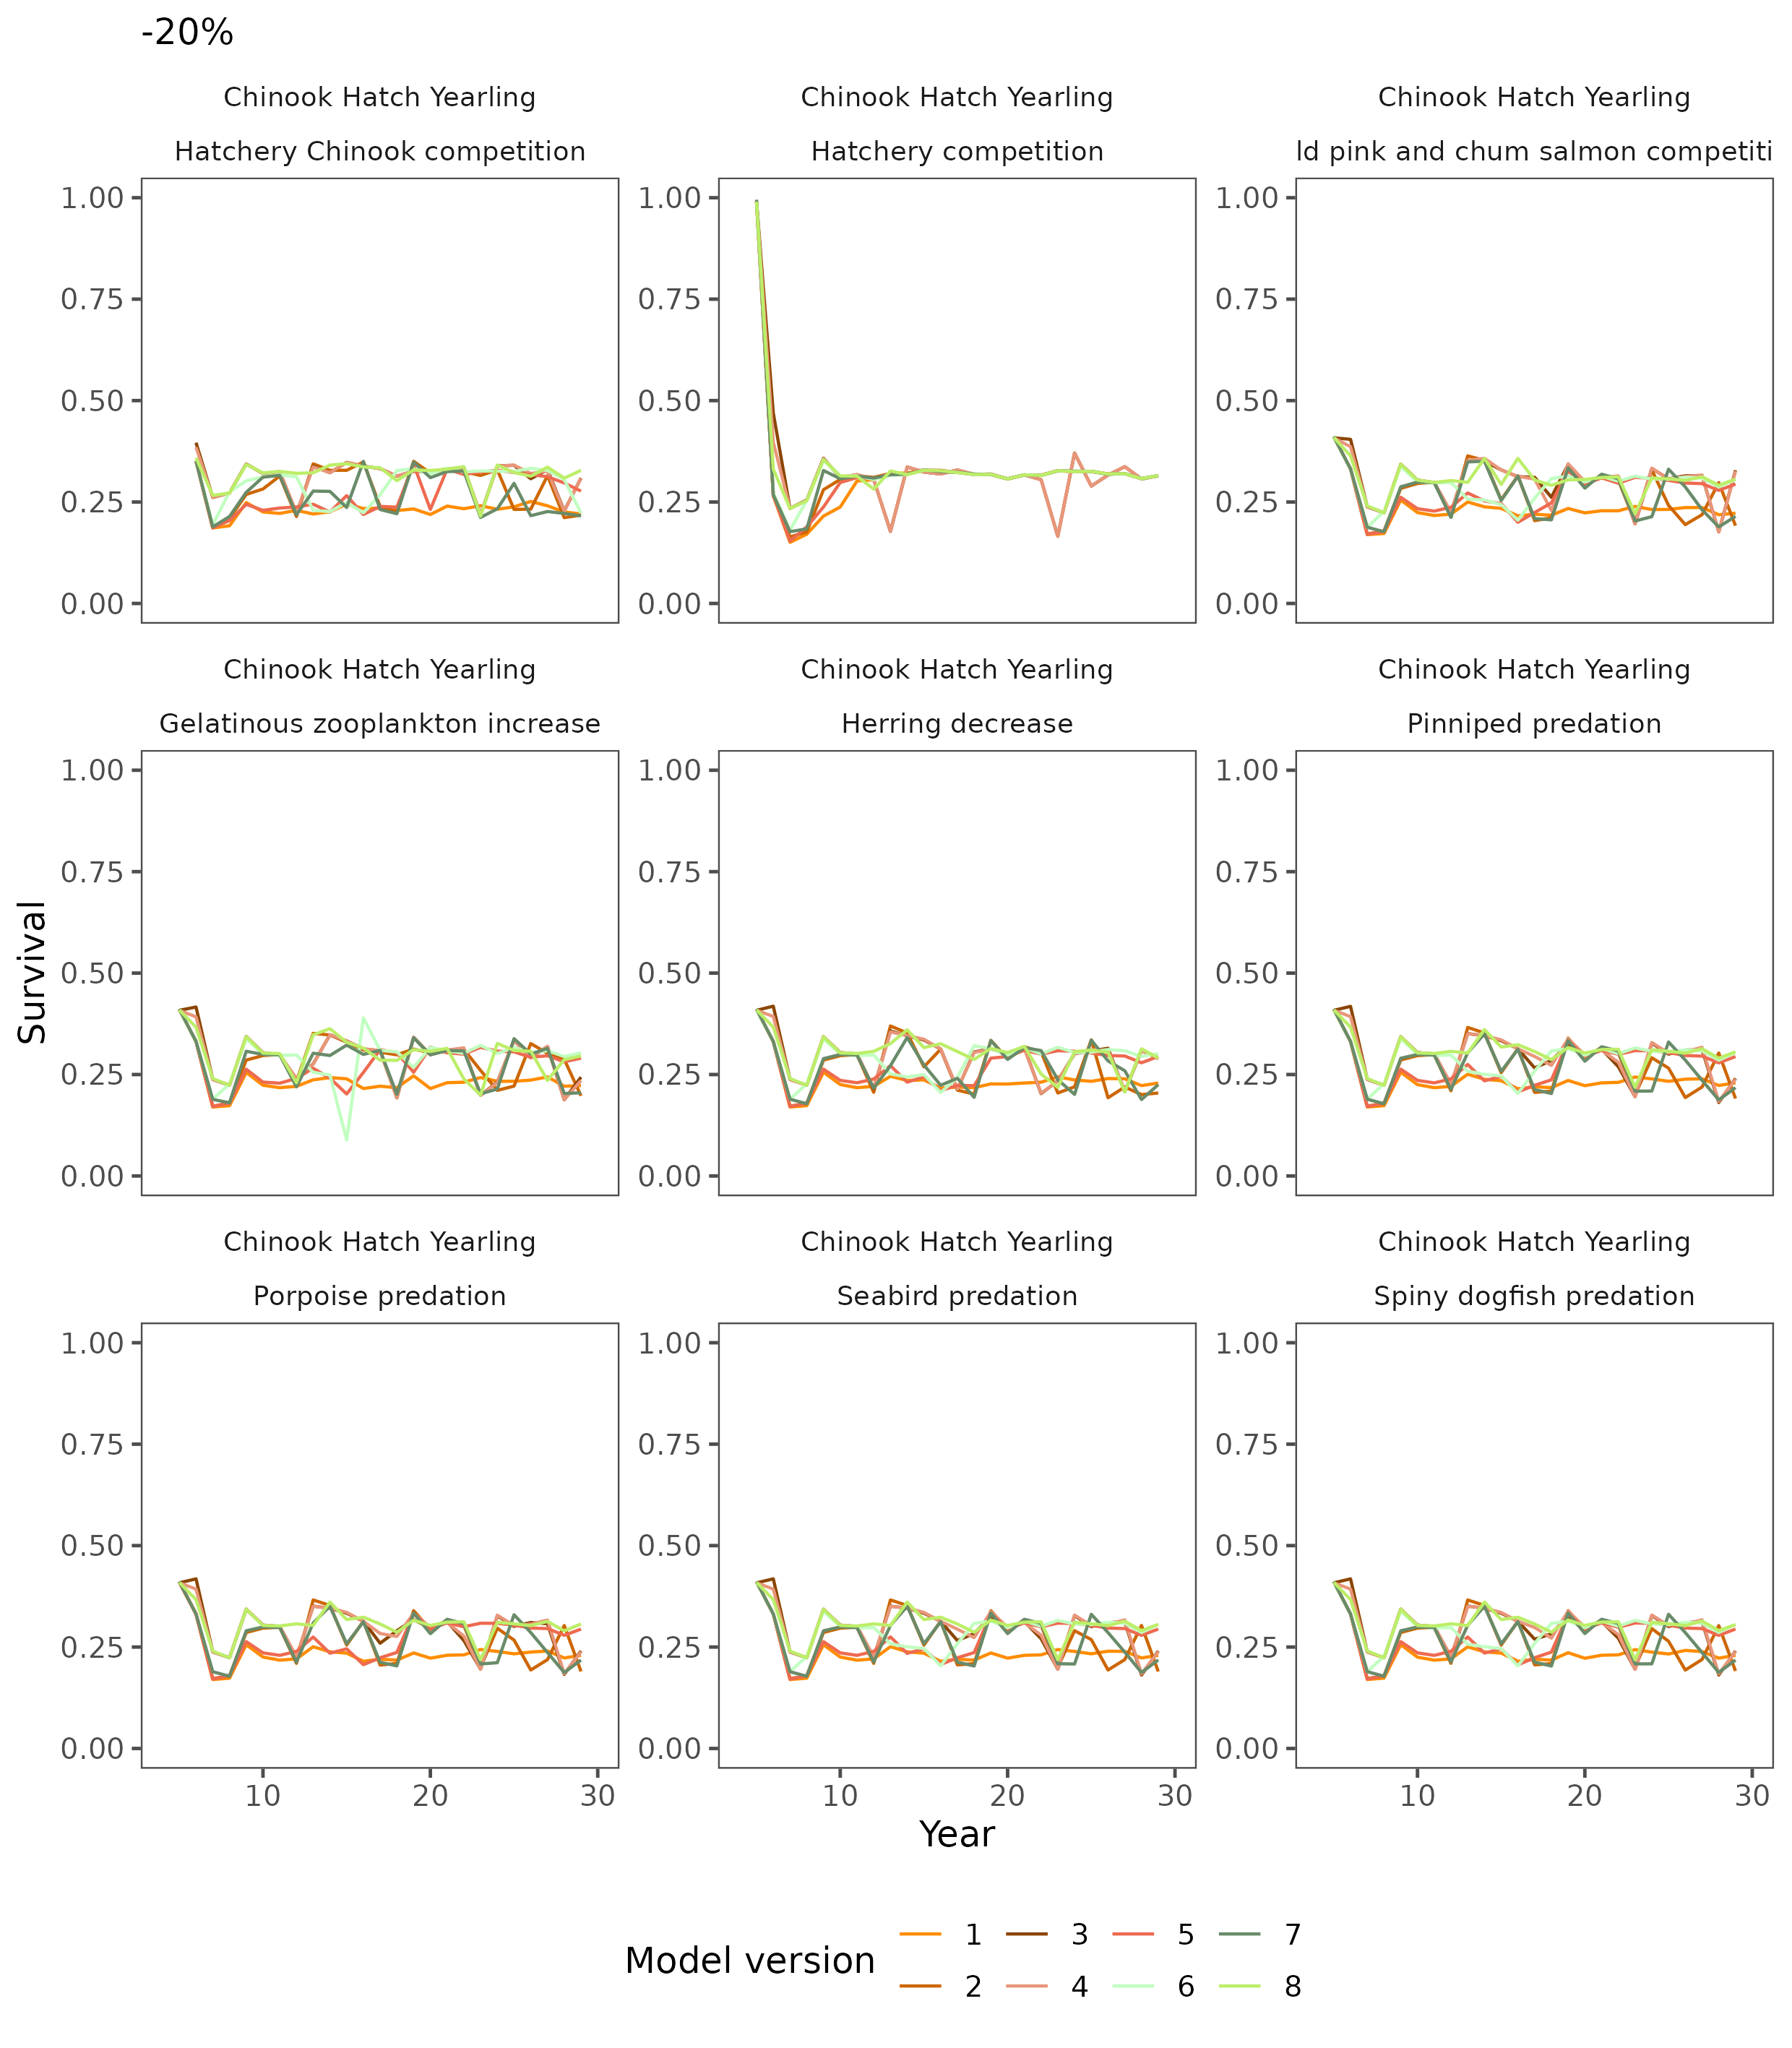 -20%
Chinook Hatch Yearling Chinook Hatch Yearling Chinook Hatch Yearling
Hatchery Chinook competition Hatchery competition ld pink and chum salmon competiti
1.00 1.00 1.00
0.75 0.75 0.75
0.50 0.50 0.50
0.25 0.25 0.25
0.00 0.00 0.00
Chinook Hatch Yearling Chinook Hatch Yearling Chinook Hatch Yearling
Gelatinous zooplankton increase Herring decrease Pinniped predation
1.00 1.00 1.00
0.75 0.75 0.75
0.50 0.50 0.50
0.25 0.25 0.25
0.00 0.00 0.00
Survival
Chinook Hatch Yearling Chinook Hatch Yearling Chinook Hatch Yearling
Porpoise predation Seabird predation Spiny dogfish predation
1.00 1.00 1.00
0.75 0.75 0.75
0.50 0.50 0.50
0.25 0.25 0.25
0.00 0.00 0.00
10 20 30 10 20 30 10 20 30
Year
Model version
1 3 5 7
2 4 6 8